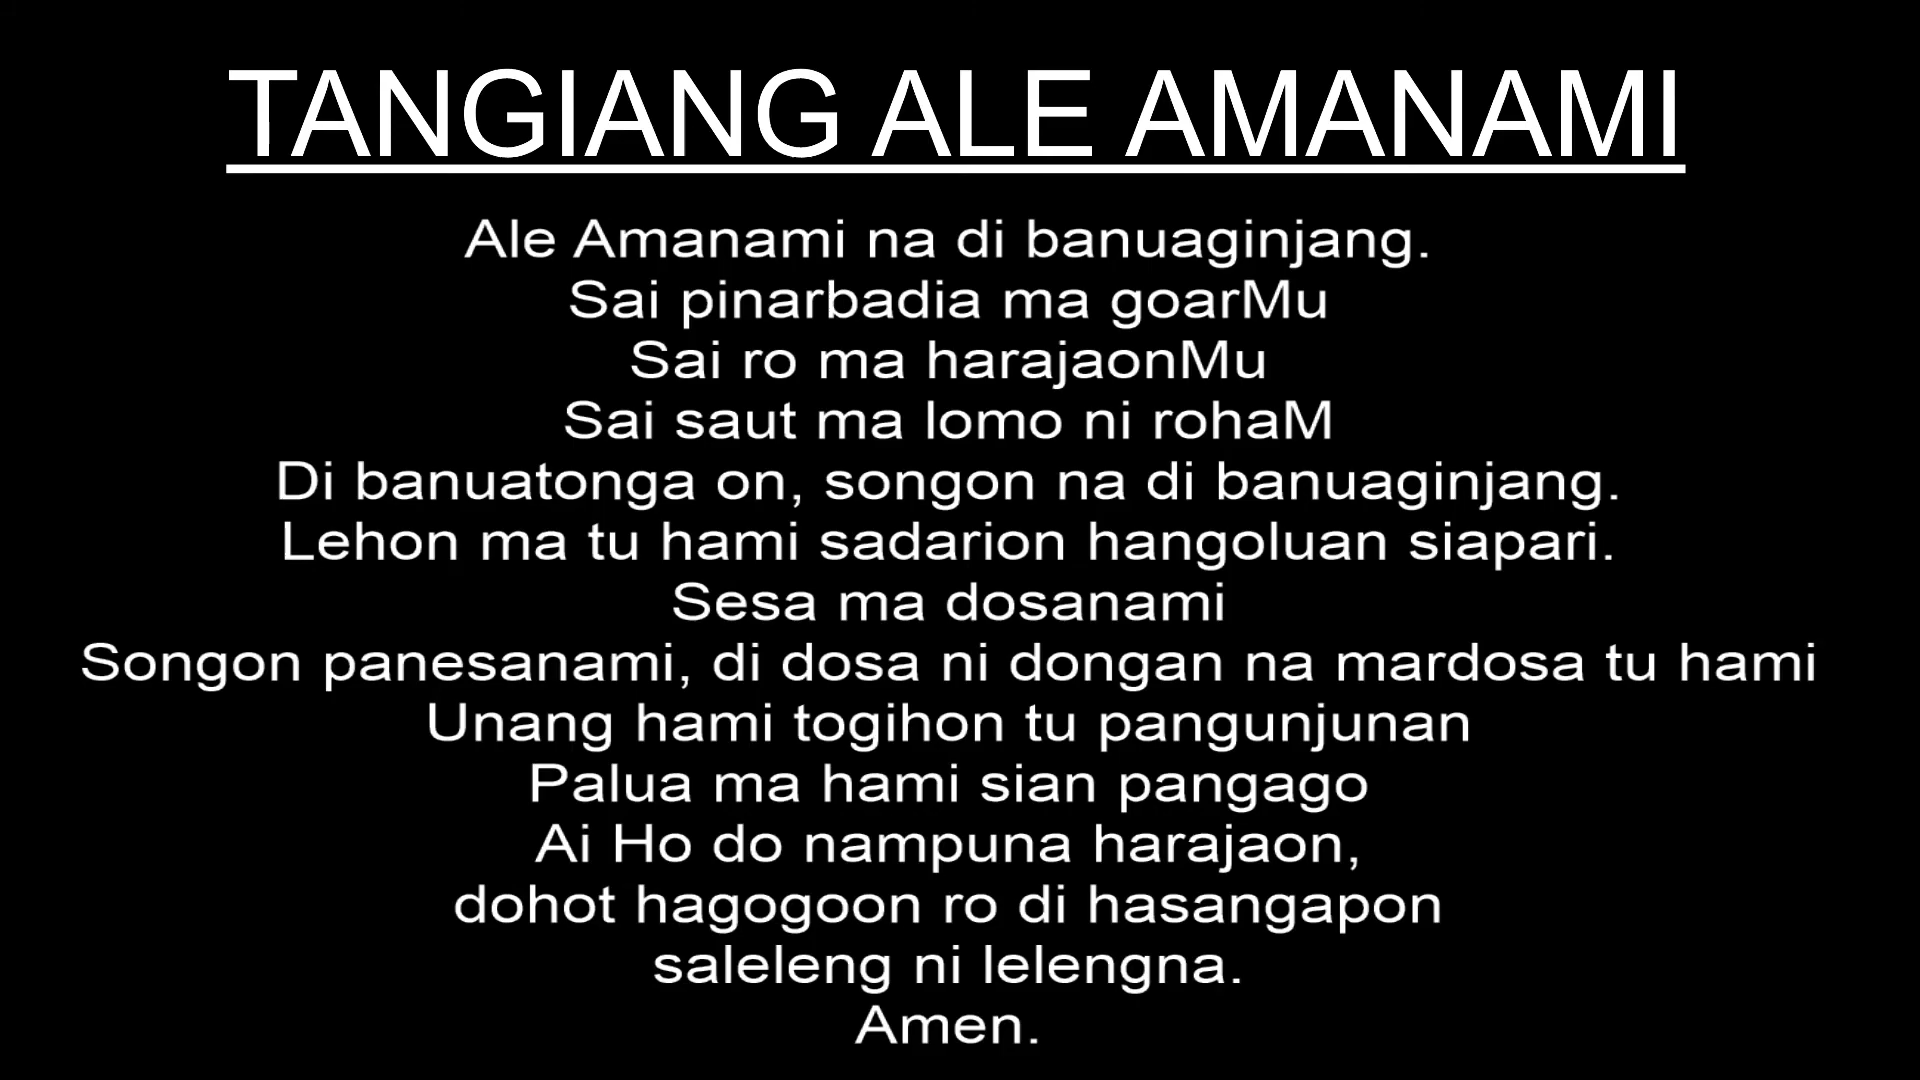 TANGIANG ALE AMANAMI
Ale Amanami na di banuaginjang.
Sai pinarbadia ma goarMu
Sai ro ma harajaonMu
Sai saut ma lomo ni rohaM
Di banuatonga on, songon na di banuaginjang.
Lehon ma tu hami sadarion hangoluan siapari.
Sesa ma dosanami
Songon panesanami, di dosa ni dongan na mardosa tu hami
Unang hami togihon tu pangunjunan
Palua ma hami sian pangago
Ai Ho do nampuna harajaon,
dohot hagogoon ro di hasangapon
saleleng ni lelengna.
Amen.